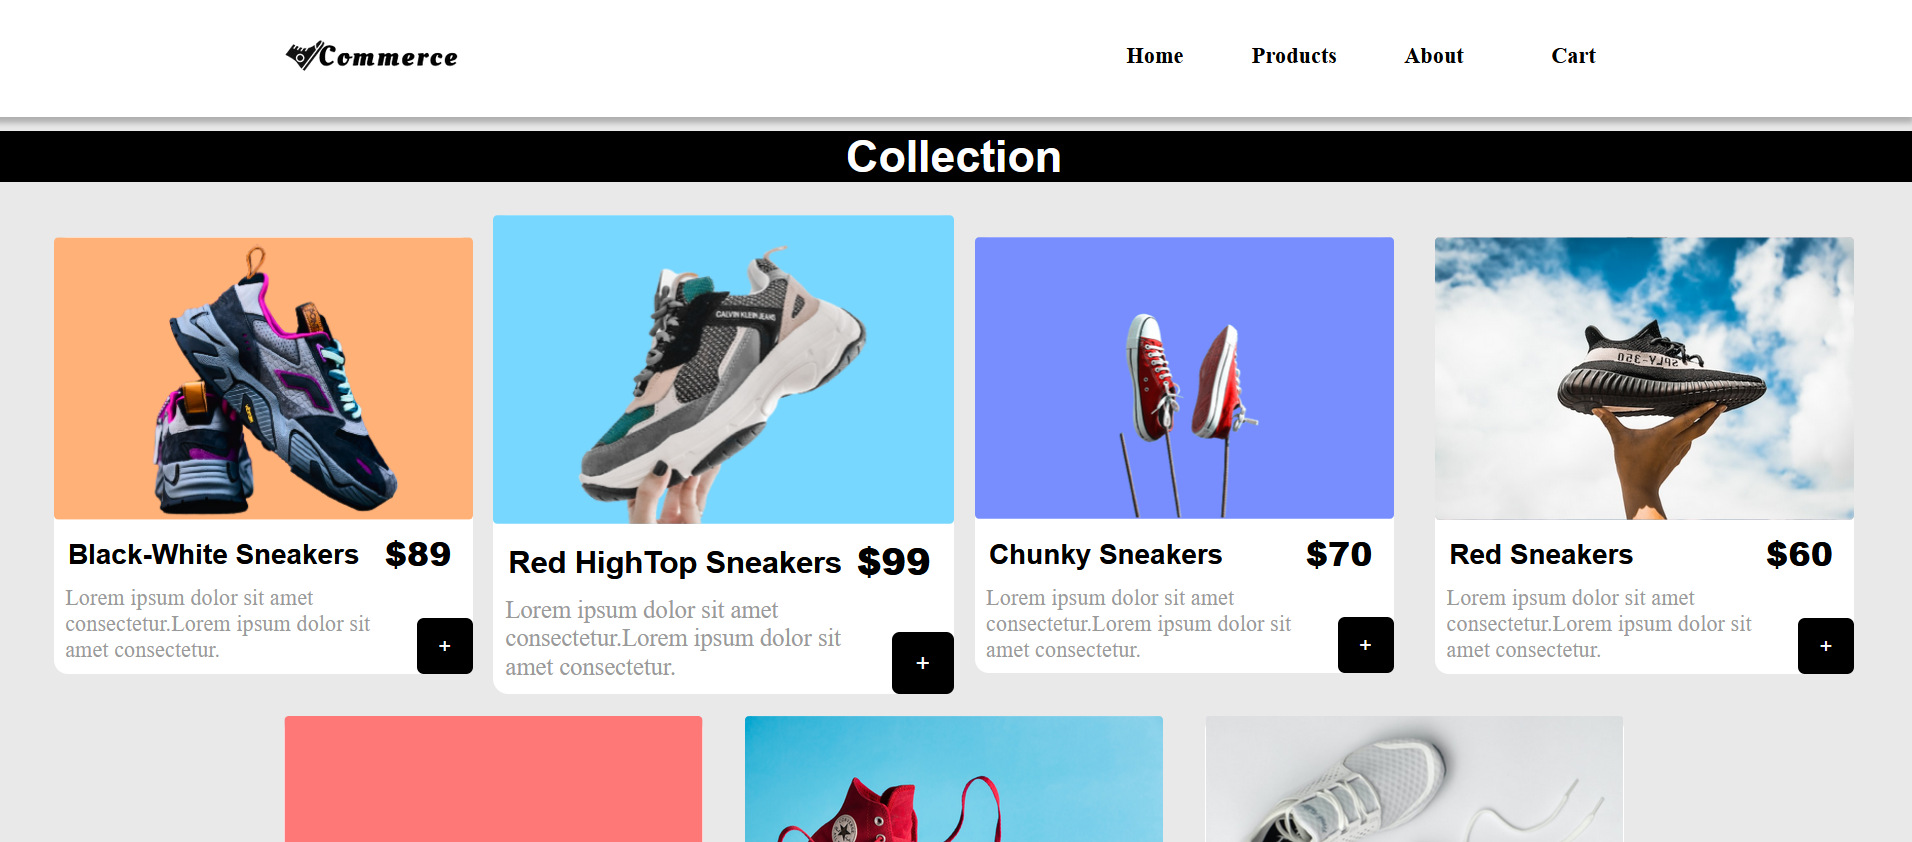 Commerce
Home Products About Cart
Collection
CALVIN KLEIN JEANS
SPLY-350
Black-White Sneakers $89
Lorem ipsum dolor sit amet
consectetur.Lorem ipsum dolor sit
amet consectetur.
+
Red HighTop Sneakers $99
Lorem ipsum dolor sit amet
consectetur.Lorem ipsum dolor sit
amet consectetur.
+
Chunky Sneakers $70
Lorem ipsum dolor sit amet
consectetur.Lorem ipsum dolor sit
amet consectetur.
+
Red Sneakers $60
Lorem ipsum dolor sit amet
consectetur.Lorem ipsum dolor sit
amet consectetur.
+